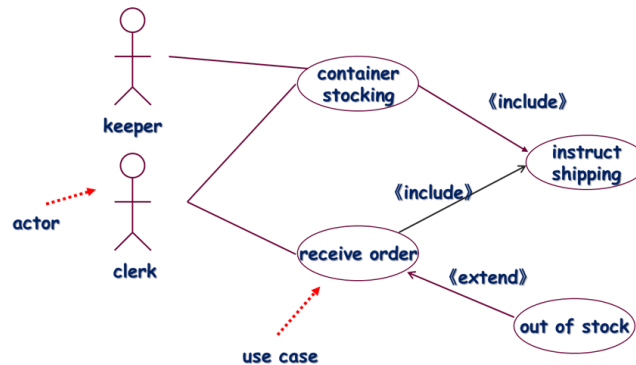 container
stocking
《include》
keeper
instruct
shipping
《include》
actor
clerk
receive order
《extend》
out of stock
use case